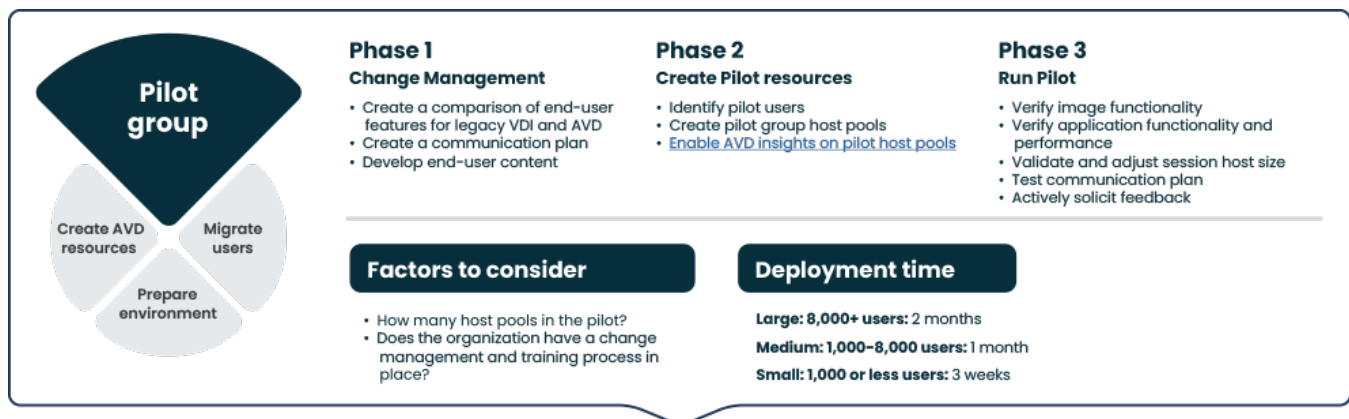 Pilot
group
Create AVD
resources
Migrate
users
Prepare
environment
Phase 1
Change Management
• Create a comparison of end-user
features for legacy VDI and AVD
• Create a communication plan
• Develop end-user content
Phase 2
Create Pilot resources
• Identify pilot users
• Create pilot group host pools
• Enable AVD insights on pilot host pools
Phase 3
Run Pilot
• Verify image functionality
• Verify application functionality and
performance
• Validate and adjust session host size
• Test communication plan
• Actively solicit feedback
Factors to consider
• How many host pools in the pilot?
• Does the organization have a change
management and training process in
place?
Deployment time
Large: 8,000+ users: 2 months
Medium: 1,000-8,000 users: 1 month
Small: 1,000 or less users: 3 weeks